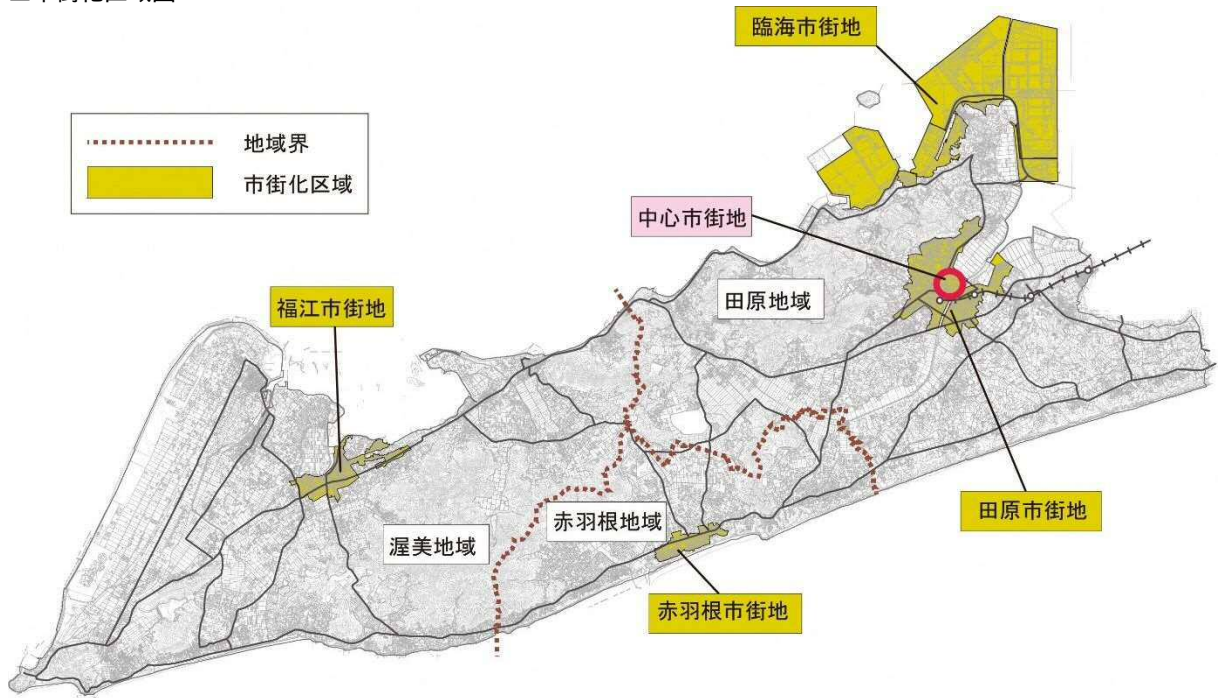 臨海市街地
地域界
市街化区域
中心市街地
田原地域
福江市街地
田原市街地
赤羽根地域
渥美地域
赤羽根市街地